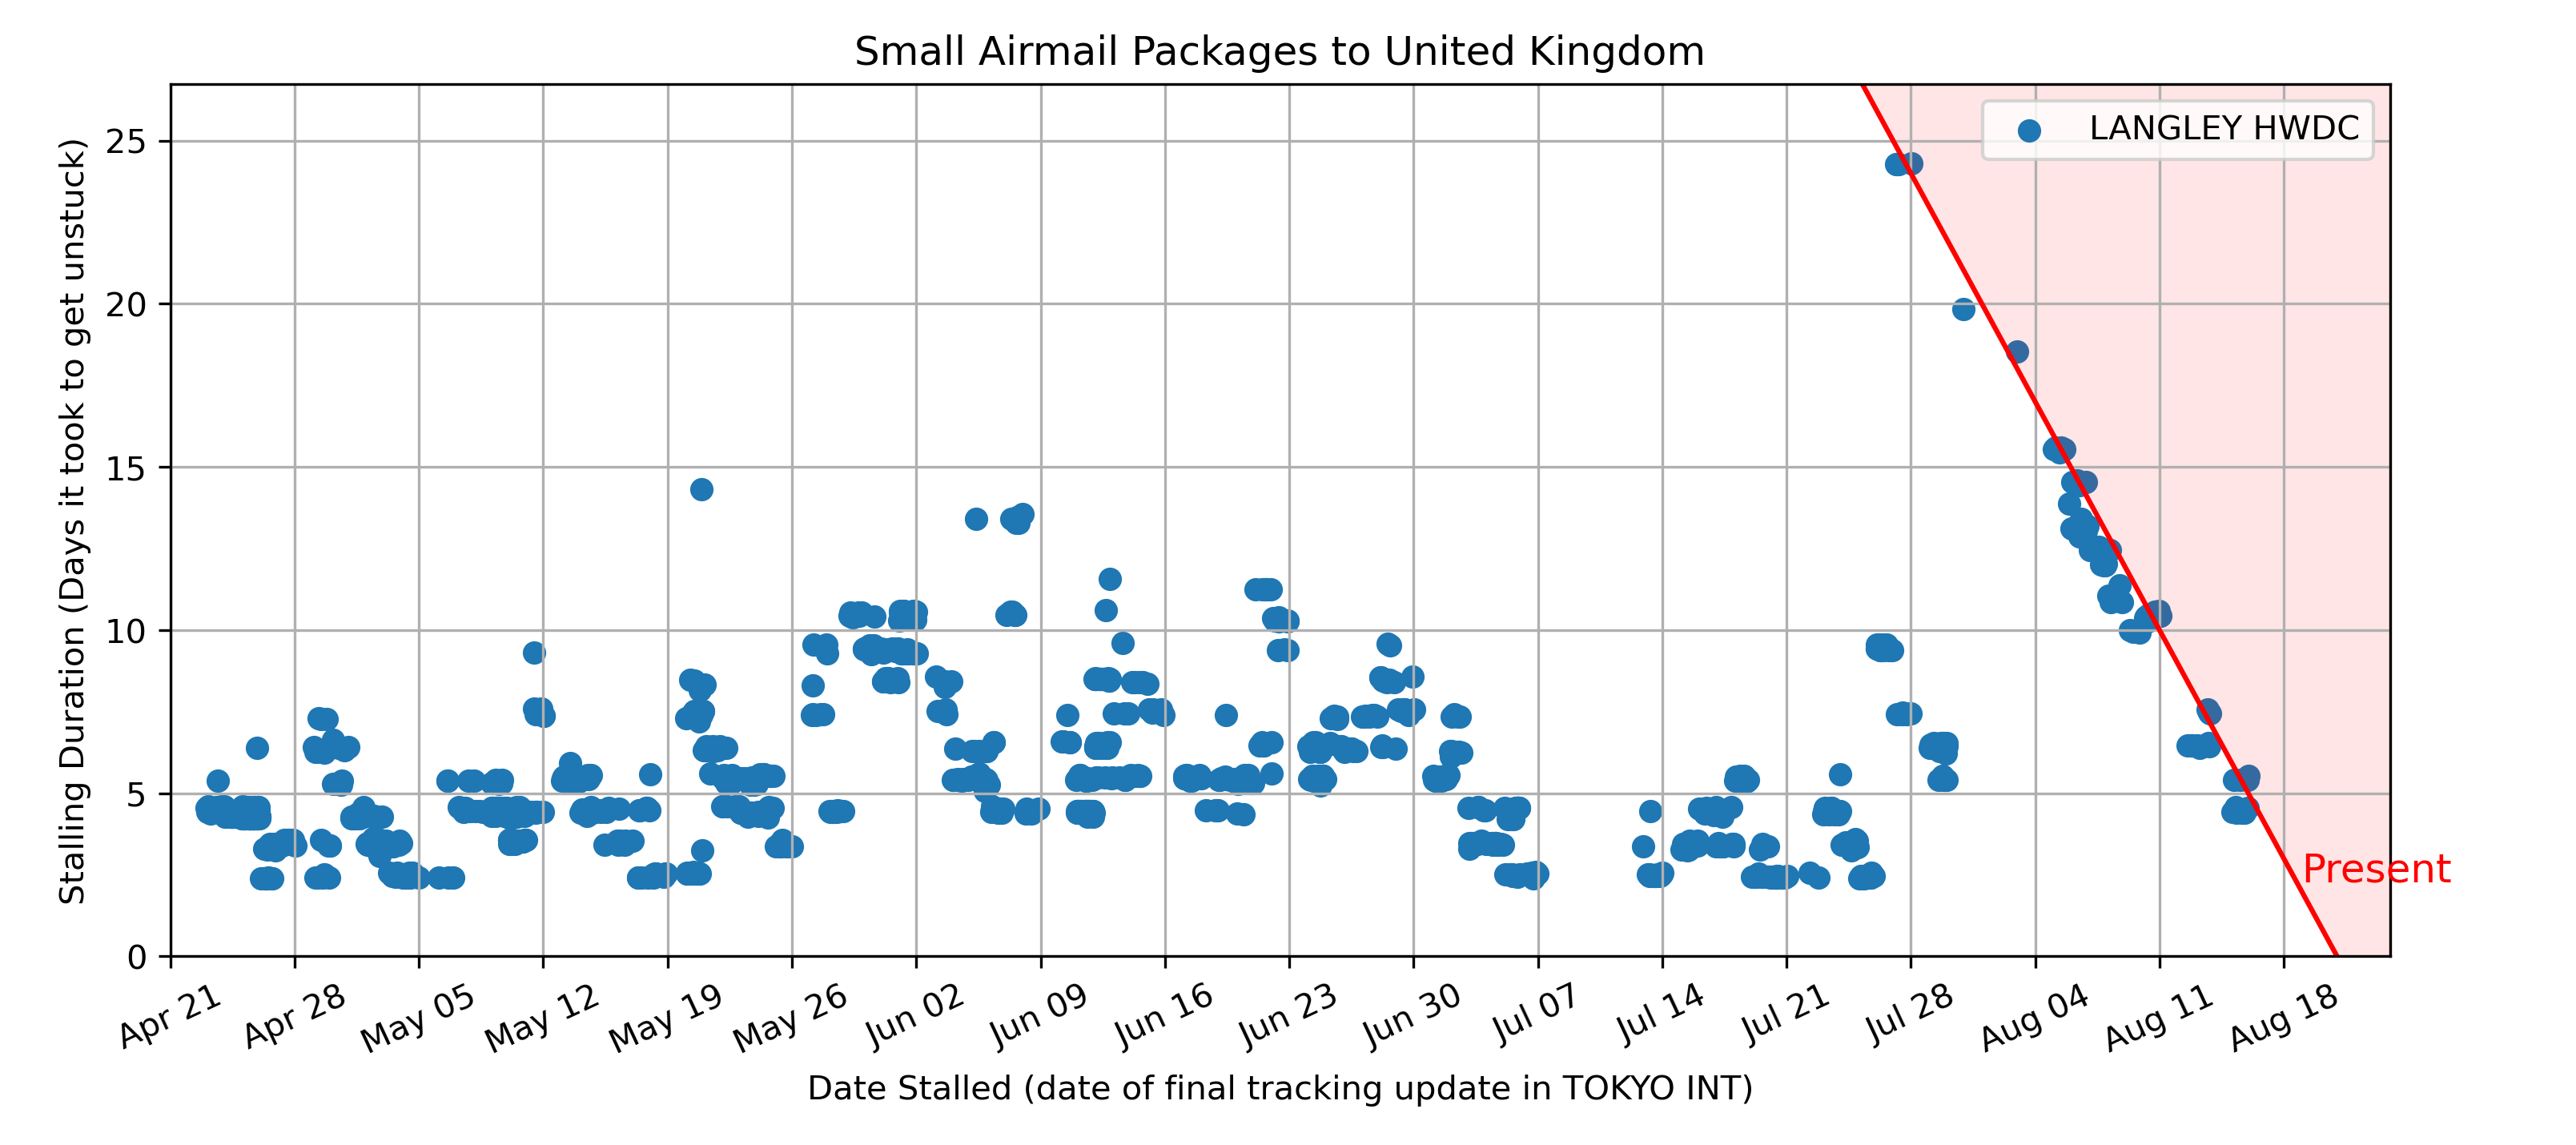 Small Airmail Packages to United Kingdom
LANGLEY HWDC
Stalling Duration (Days it took to get unstuck)
25
20
15
10
5
0
Present
Apr 21
Apr 28
May 05
May 12
May 19
May 26
Jun 02
Jun 09
Jun 16
Jun 23
Jun 30
Jul 07
Jul 14
Jul 21
Jul 28
Aug 04
Aug 11
Aug 18
Date Stalled (date of final tracking update in TOKYO INT)